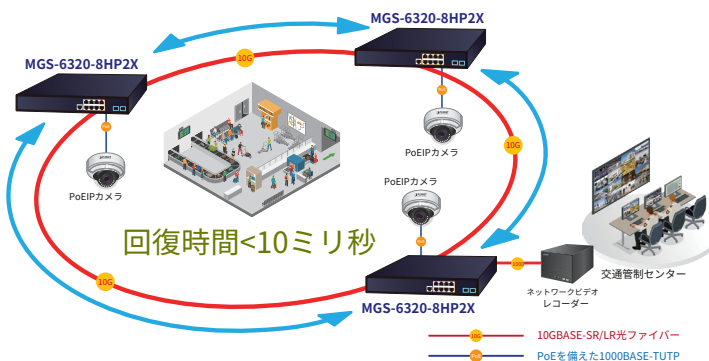 MGS-6320-8HP2X
MGS-6320-8HP2X
10G
PoE
PoE
PoEIPカメラ
10G
PoEIPカメラ
PoEIPカメラ
回復時間<10ミリ秒
PoE
10G
交通管制センター
ネットワークビデオ
レコーダー
MGS-6320-8HP2X
10G
10GBASE-SR/LR光ファイバー
PoE
PoEを備えた1000BASE-TUTP